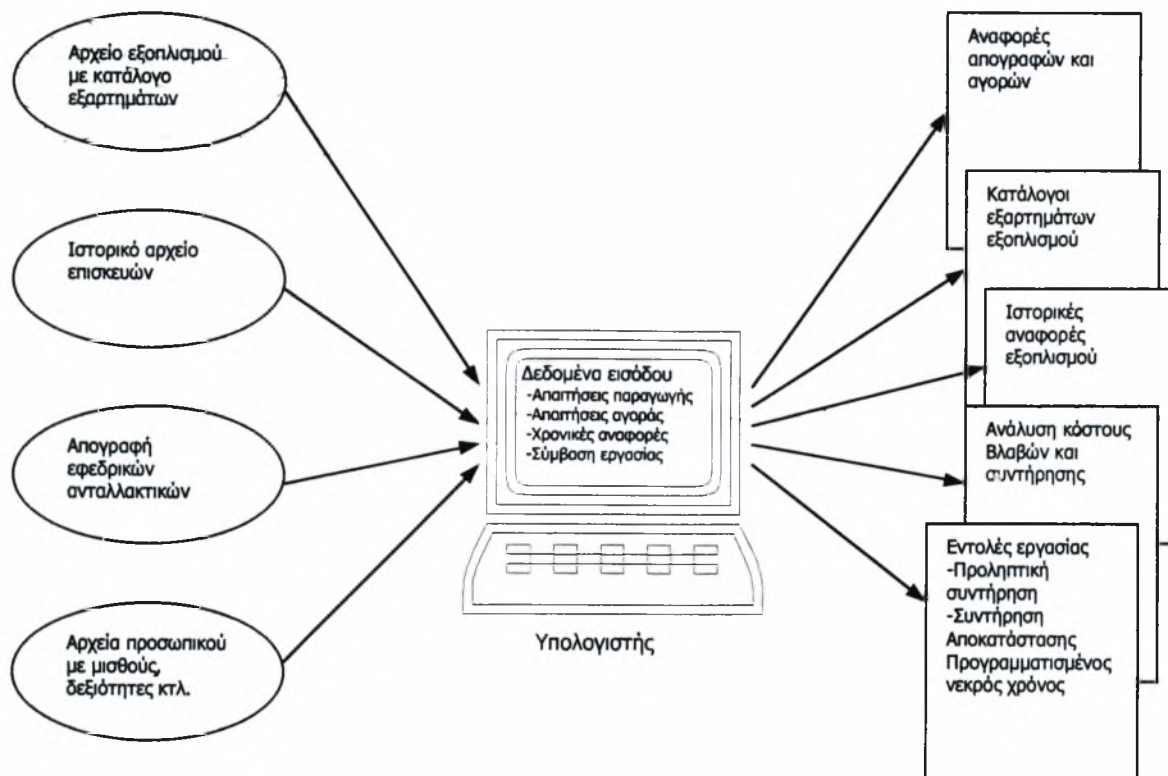 Αρχείο εξοπλισμού
με κατάλογο
εξαρτημάτων
Ιστορικό αρχείο
επισκευών
Απογραφή
εφεδρικών
ανταλλακτικών
Αρχεία προσωπικού
με μισθούς,
δεξιότητες κτλ.
Δεδομένα εισόδου
-Απαιτήσεις παραγωγής
-Απαιτήσεις αγοράς
-Χρονικές αναφορές
-Σύμβαση εργασίας
Υπολογιστής
Αναφορές
απογραφών και
αγορών
Κατάλογοι
εξαρτημάτων
εξοπλισμού
Ιστορικές
αναφορές
εξοπλισμού
Ανάλυση κόστους
Βλαβών και
συντήρησης
Εντολές εργασίας
-Προληπτική
συντήρηση
-Συντήρηση
Αποκατάστασης
Προγραμματισμένος
νεκρός χρόνος